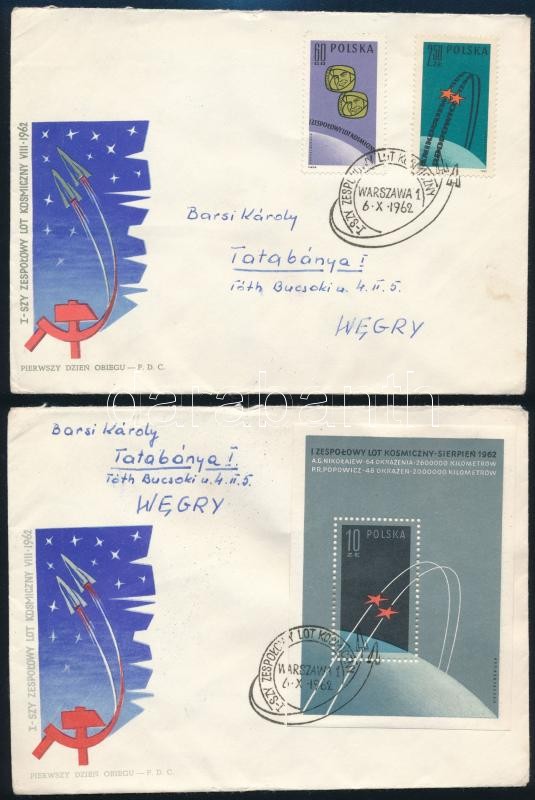 60
GR
POLSKA
I ZESPOŁOWY LOT KOSMICZNY
2.50
ZŁ
POLSKA
I-SZY ZESPOŁOWY LOT KOSMICZNY
WARSZAWA 1
6·X·1962
I-SZY ZESPOŁOWY LOT KOSMICZNY VIII·1962
Barsi Károly
Tatabánya I
Tóth Bucsoki u. 4. II. 5.
WĘGRY
PIERWSZY DZIEŃ OBIEGU — F. D. C.
darabanth
Barsi Károly
Tatabánya I
Tóth Bucsoki u. 4. II. 5.
WĘGRY
I ZESPOŁOWY LOT KOSMICZNY-SIERPIEŃ 1962
A.G. NIKOŁAJEW-64 OKRĄŻENIA-2600000 KILOMETRÓW
P.R. POPOWICZ-48 OKRĄŻEŃ-2000000 KILOMETRÓW
10
ZŁ
POLSKA
I-SZY ZESPOŁOWY LOT KOSMICZNY
WARSZAWA 1
6·X·1962
I-SZY ZESPOŁOWY LOT KOSMICZNY VIII·1962
PIERWSZY DZIEŃ OBIEGU — F. D. C.